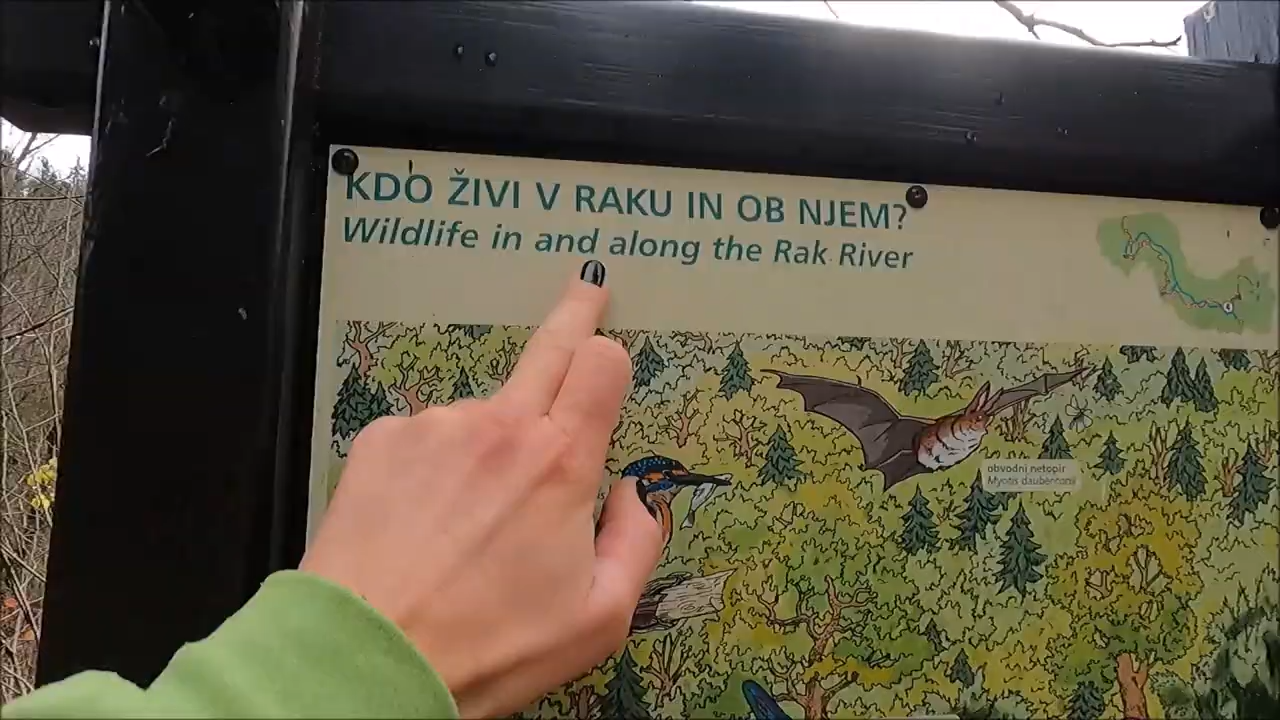 KDO ŽIVI V RAKU IN OB NJEM?
Wildlife in and along the Rak River
obvodni netopir
Myotis daubentonii